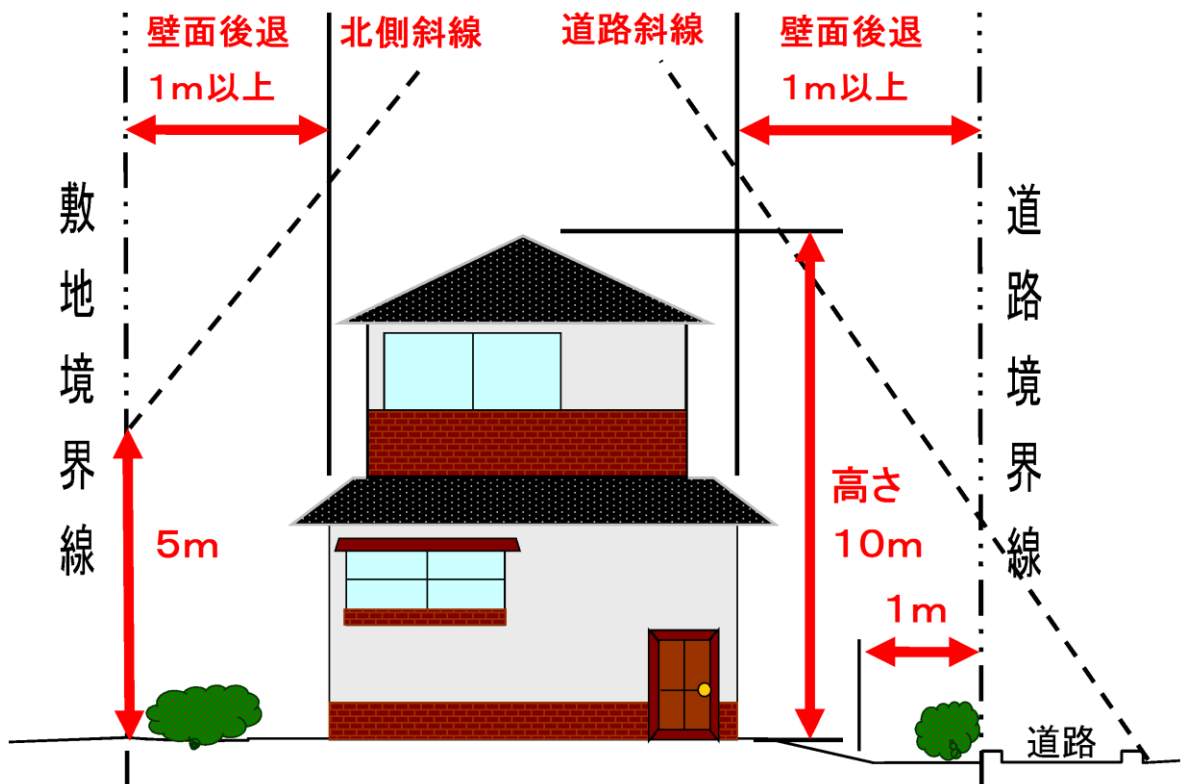 壁面後退
1m以上
北側斜線
道路斜線
壁面後退
1m以上
敷地境界線
道路境界線
5m
高さ
10m
1m
道路